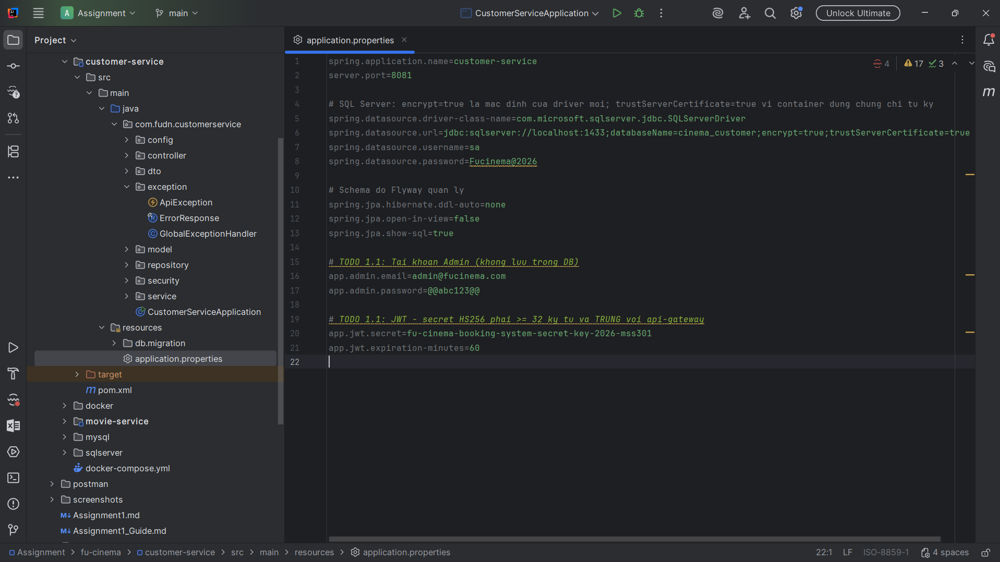 A Assignment
main
CustomerServiceApplication
Unlock Ultimate
Project
application.properties
customer-service
src
main
java
com.fudn.customerservice
config
controller
dto
exception
ApiException
ErrorResponse
GlobalExceptionHandler
model
repository
security
service
CustomerServiceApplication
resources
db.migration
application.properties
target
pom.xml
docker
movie-service
mysql
sqlserver
docker-compose.yml
postman
screenshots
Assignment1.md
Assignment1_Guide.md
4 17 3
1 spring.application.name=customer-service
2 server.port=8081
3
4 # SQL Server: encrypt=true la mac dinh cua driver moi; trustServerCertificate=true vi container dung chung chi tu ky
5 spring.datasource.driver-class-name=com.microsoft.sqlserver.jdbc.SQLServerDriver
6 spring.datasource.url=jdbc:sqlserver://localhost:1433;databaseName=cinema_customer;encrypt=true;trustServerCertificate=true
7 spring.datasource.username=sa
8 spring.datasource.password=Fucinema@2026
9
10 # Schema do Flyway quan ly
11 spring.jpa.hibernate.ddl-auto=none
12 spring.jpa.open-in-view=false
13 spring.jpa.show-sql=true
14
15 # TODO 1.1: Tai khoan Admin (khong luu trong DB)
16 app.admin.email=admin@fucinema.com
17 app.admin.password=@@abc123@@
18
19 # TODO 1.1: JWT - secret HS256 phai >= 32 ky tu va TRUNG voi api-gateway
20 app.jwt.secret=fu-cinema-booking-system-secret-key-2026-mss301
21 app.jwt.expiration-minutes=60
22
Assignment > fu-cinema > customer-service > src > main > resources > application.properties
22:1 LF ISO-8859-1 4 spaces